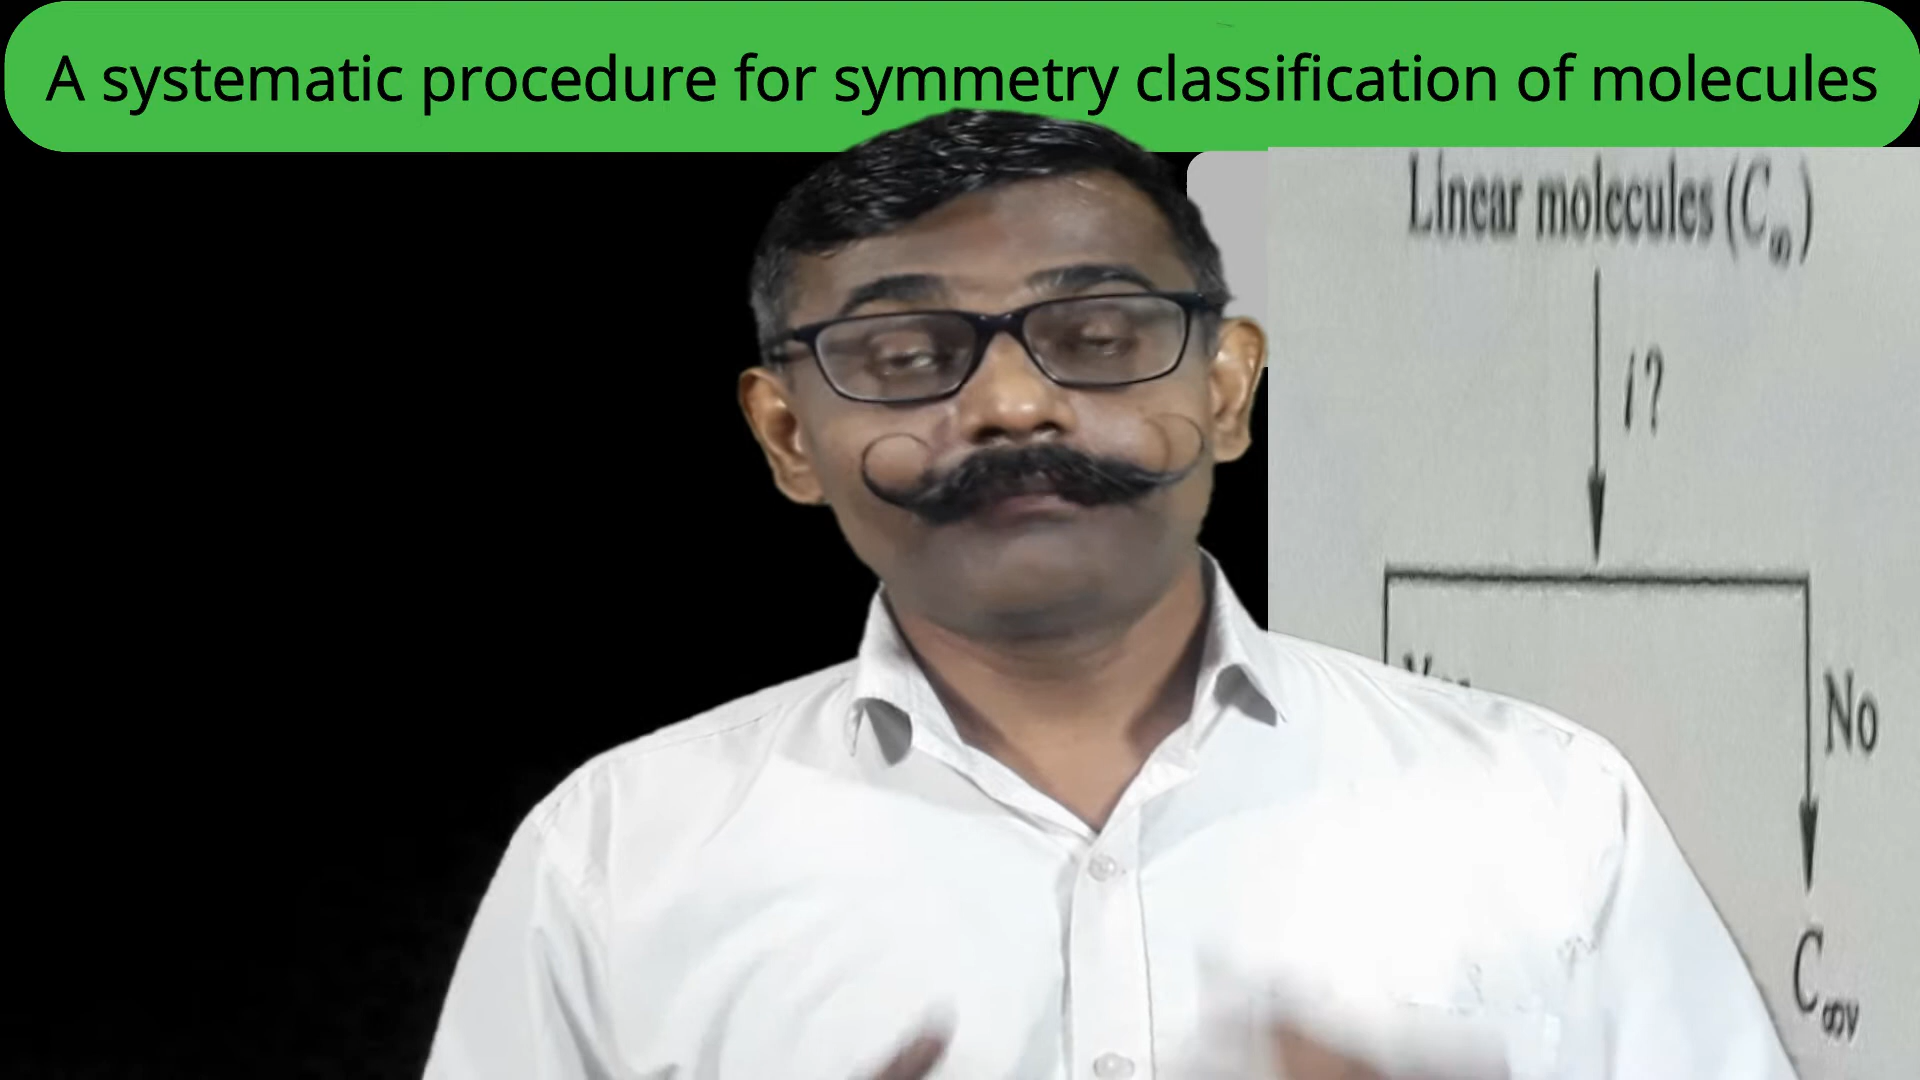 A systematic procedure for symmetry classification of molecules
Linear molecules (C∞)
i?
No
C∞v